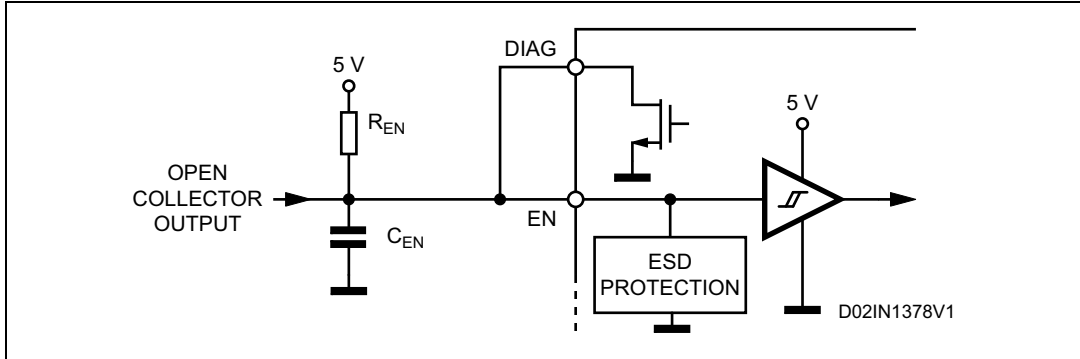 DIAG
5 V
R_EN
5 V
OPEN
COLLECTOR
OUTPUT
EN
C_EN
ESD
PROTECTION
D02IN1378V1